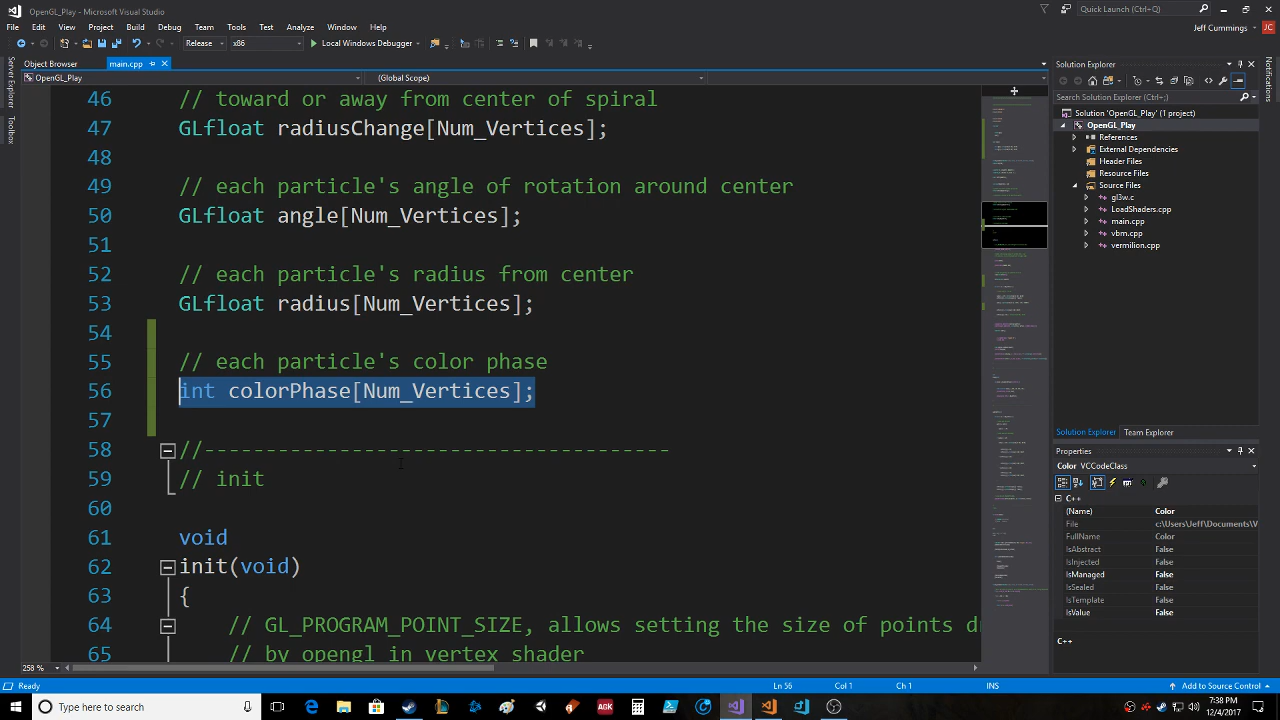 OpenGL_Play - Microsoft Visual Studio
Quick Launch (Ctrl+Q)
File Edit View Project Build Debug Team Tools Test Analyze Window Help
Jeff Cummings JC
Release x86 Local Windows Debugger
Server Explorer
Toolbox
Object Browser main.cpp
OpenGL_Play (Global Scope)
46 // toward or away from center of spiral
47 GLfloat radiusChange[Num_Vertices];
48
49 // each particle's angle of rotation around center
50 GLfloat angle[Num_Vertices];
51
52 // each particle's radius from center
53 GLfloat radius[Num_Vertices];
54
55 // each particle's color phase
56 int colorPhase[Num_Vertices];
57
58 //--------------------------------------
59 // init
60
61 void
62 init(void)
63 {
64 // GL_PROGRAM_POINT_SIZE, allows setting the size of points d
65 // by opengl in vertex shader
258 %
Solution Explorer
Search Solution Explorer (Ctrl+;)
Solution 'OpenGL_Play' (1 project)
OpenGL_Play
References
External Dependencies
Header Files
Source Files
gl3w.c
LoadShaders.cpp
main.cpp
vbm.cpp
vermilion.cpp
Solution Explorer Team Explorer
Properties
Color VCCodeClass
C++
(Name) Color
File c:\Users\Jeff\Documents\V
FullName Color
IsAbstract False
IsInjected False
IsManaged False
IsSealed False
IsTemplate False
IsValue False
C++
Notifications
Ready Ln 56 Col 1 Ch 1 INS Add to Source Control
Type here to search
AGK
7:38 PM
12/4/2017